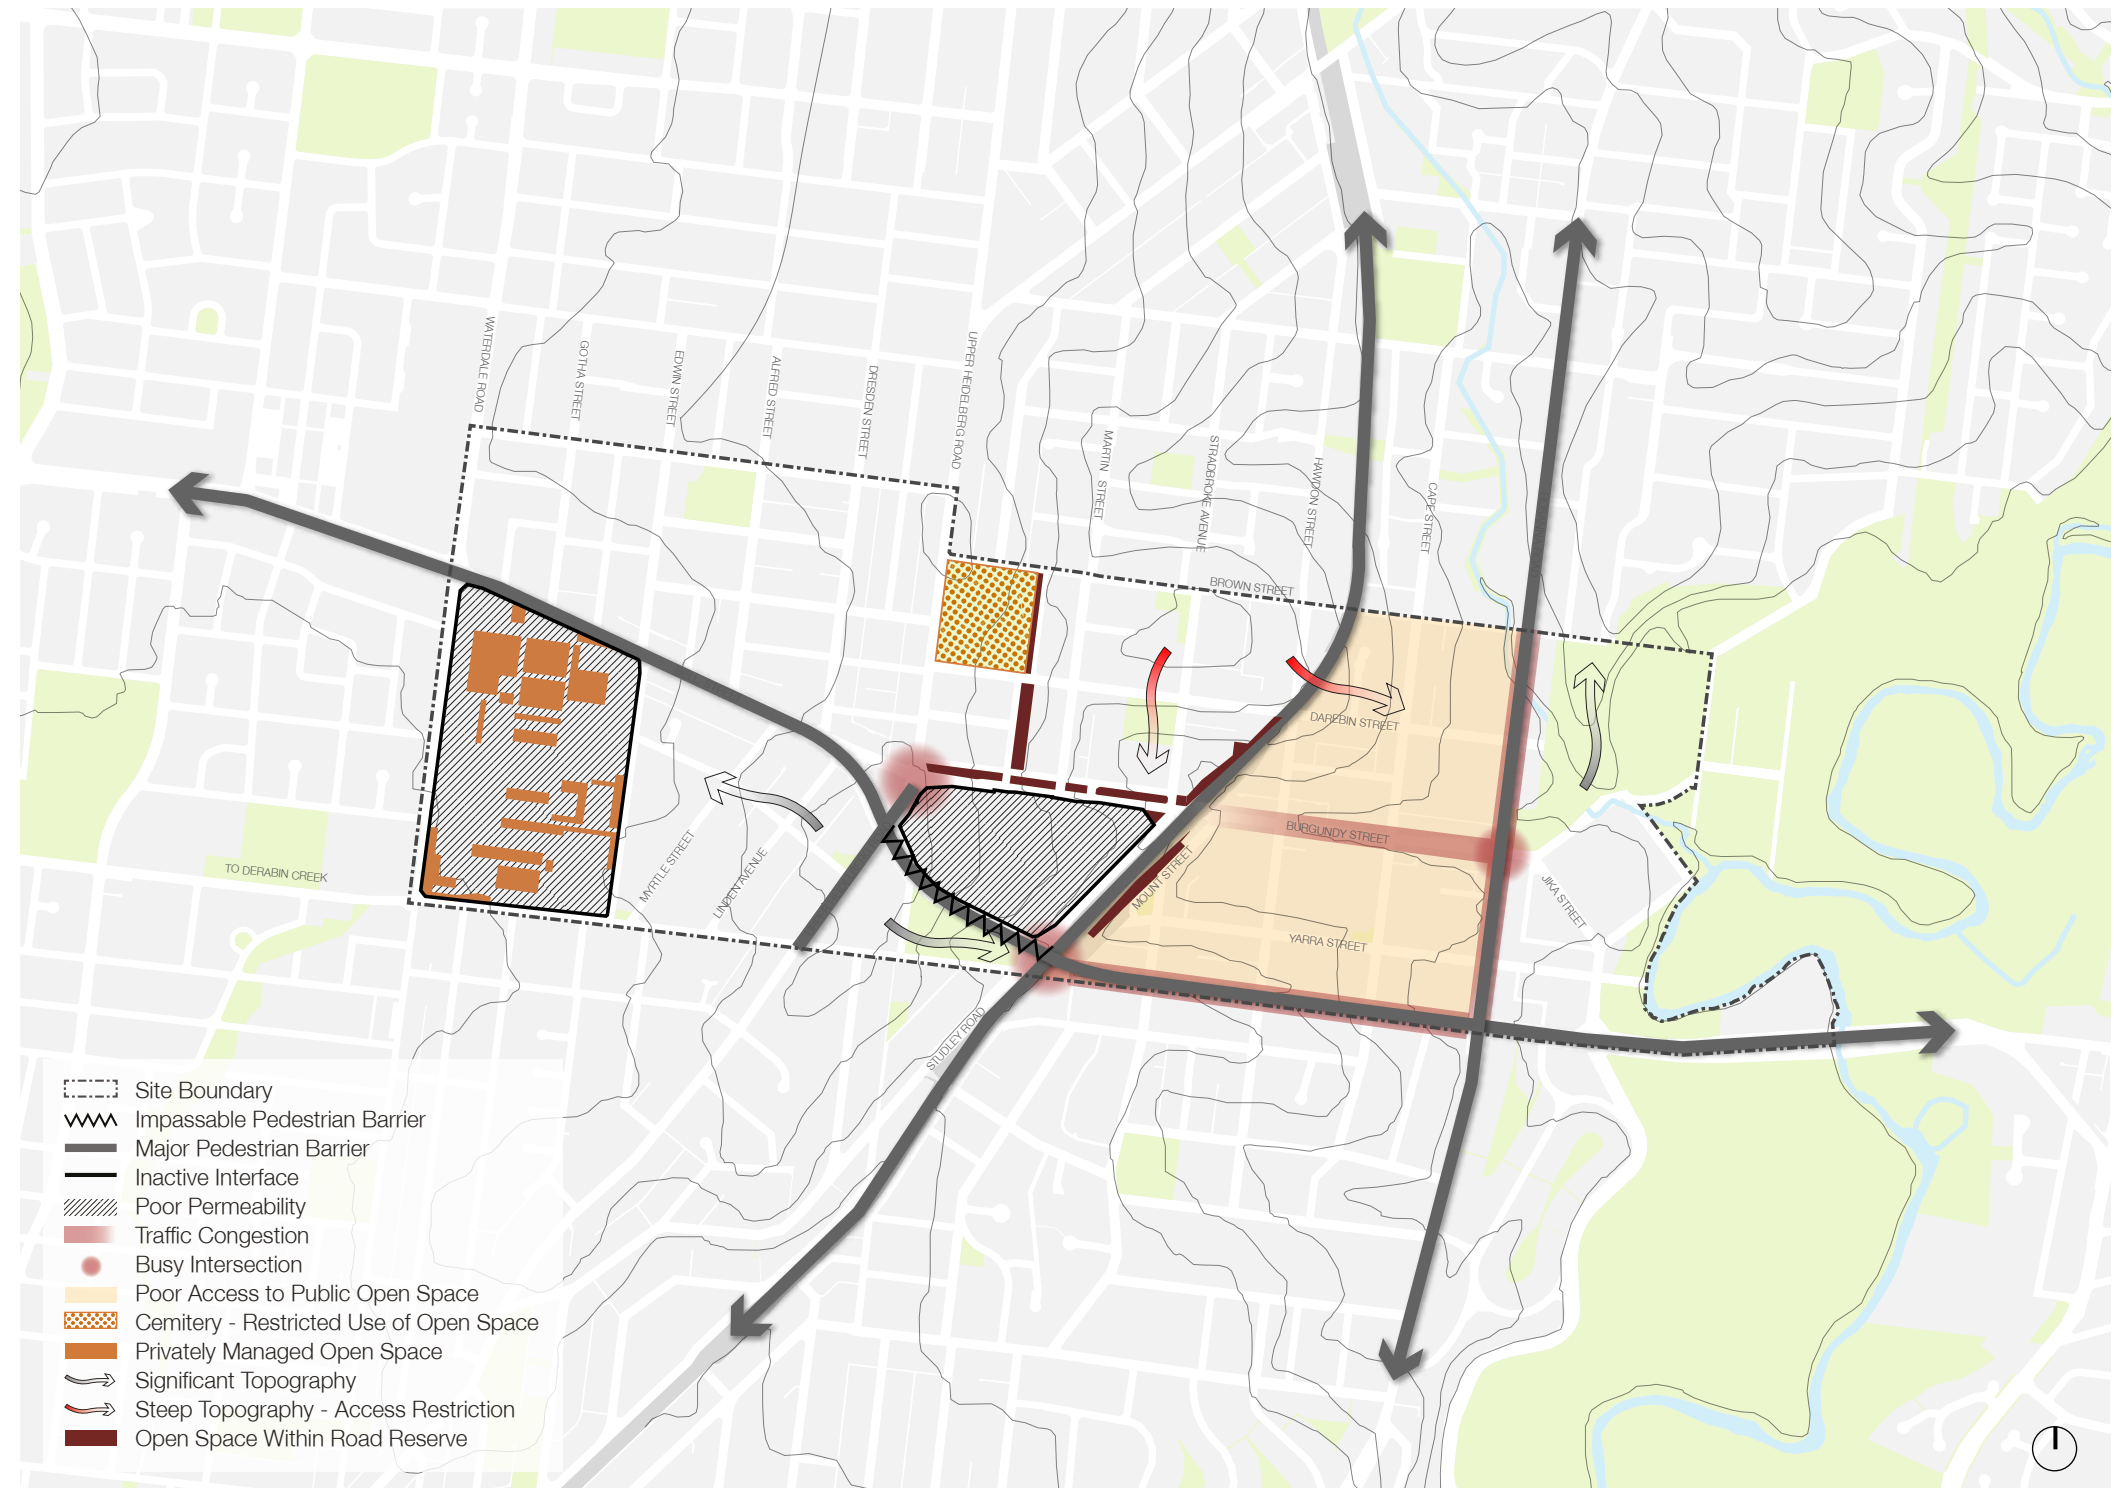 WATERDALE ROAD
GOTHA STREET
EDWIN STREET
ALFRED STREET
DRESDEN STREET
UPPER HEIDELBERG ROAD
MARTIN STREET
STRADBROKE AVENUE
HAWDON STREET
CAPE STREET
BROWN STREET
DAREBIN STREET
BURGUNDY STREET
MOUNT STREET
YARRA STREET
JIKA STREET
MYRTLE STREET
LINDEN AVENUE
TO DERABIN CREEK
STUDLEY ROAD
Site Boundary
Impassable Pedestrian Barrier
Major Pedestrian Barrier
Inactive Interface
Poor Permeability
Traffic Congestion
Busy Intersection
Poor Access to Public Open Space
Cemitery - Restricted Use of Open Space
Privately Managed Open Space
Significant Topography
Steep Topography - Access Restriction
Open Space Within Road Reserve